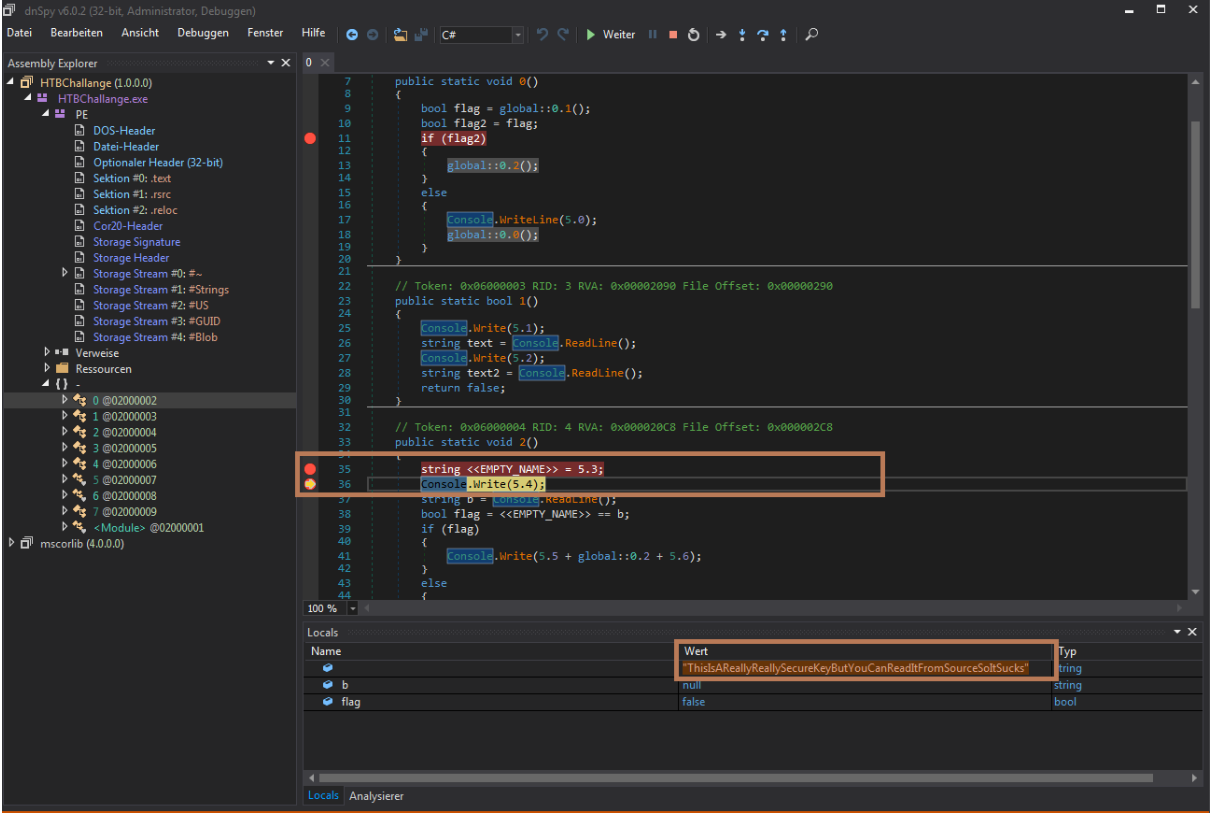 dnSpy v6.0.2 (32-bit, Administrator, Debuggen)
Datei Bearbeiten Ansicht Debuggen Fenster Hilfe C# Weiter
Assembly Explorer
HTBChallange (1.0.0.0)
HTBChallange.exe
PE
DOS-Header
Datei-Header
Optionaler Header (32-bit)
Sektion #0: .text
Sektion #1: .rsrc
Sektion #2: .reloc
Cor20-Header
Storage Signature
Storage Header
Storage Stream #0: #~
Storage Stream #1: #Strings
Storage Stream #2: #US
Storage Stream #3: #GUID
Storage Stream #4: #Blob
Verweise
Ressourcen
{ } -
0 @02000002
1 @02000003
2 @02000004
3 @02000005
4 @02000006
5 @02000007
6 @02000008
7 @02000009
<Module> @02000001
mscorlib (4.0.0.0)
0
7 public static void 0()
8 {
9 bool flag = global::0.1();
10 bool flag2 = flag;
11 if (flag2)
12 {
13 global::0.2();
14 }
15 else
16 {
17 Console.WriteLine(5.0);
18 global::0.0();
19 }
20 }
21
22 // Token: 0x06000003 RID: 3 RVA: 0x00002090 File Offset: 0x00000290
23 public static bool 1()
24 {
25 Console.Write(5.1);
26 string text = Console.ReadLine();
27 Console.Write(5.2);
28 string text2 = Console.ReadLine();
29 return false;
30 }
31
32 // Token: 0x06000004 RID: 4 RVA: 0x000020C8 File Offset: 0x000002C8
33 public static void 2()
34 {
35 string <<EMPTY_NAME>> = 5.3;
36 Console.Write(5.4);
37 string b = Console.ReadLine();
38 bool flag = <<EMPTY_NAME>> == b;
39 if (flag)
40 {
41 Console.Write(5.5 + global::0.2 + 5.6);
42 }
43 else
44 {
100 %
Locals
Name Wert Typ
"ThisIsAReallyReallySecureKeyButYouCanReadItFromSourceSoItSucks" string
b null string
flag false bool
Locals Analysierer